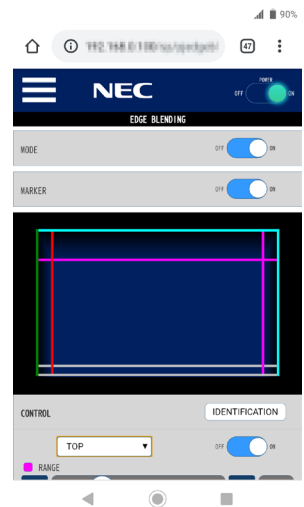 90%
47
NEC
POWER
OFF ON
EDGE BLENDING
MODE OFF ON
MARKER OFF ON
CONTROL IDENTIFICATION
TOP OFF ON
RANGE